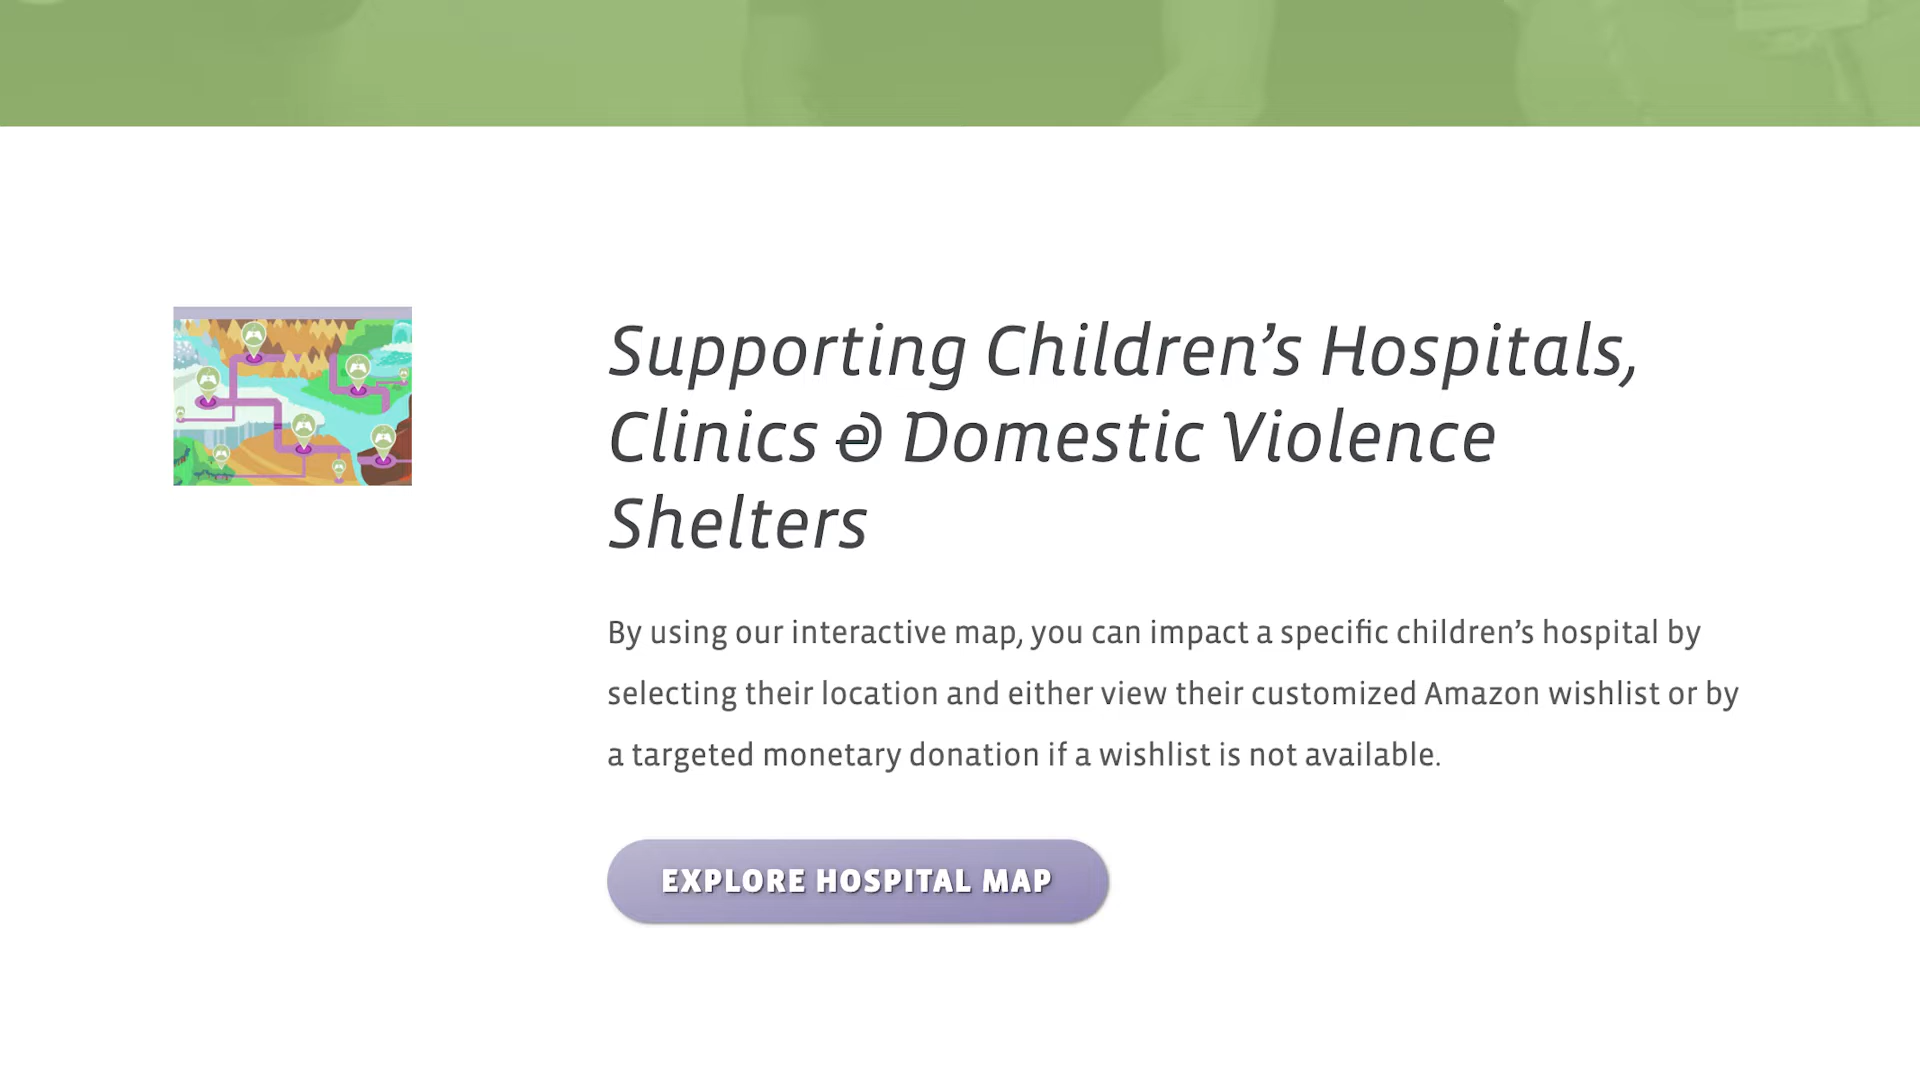 Supporting Children’s Hospitals,
Clinics & Domestic Violence
Shelters
By using our interactive map, you can impact a specific children’s hospital by
selecting their location and either view their customized Amazon wishlist or by
a targeted monetary donation if a wishlist is not available.
EXPLORE HOSPITAL MAP